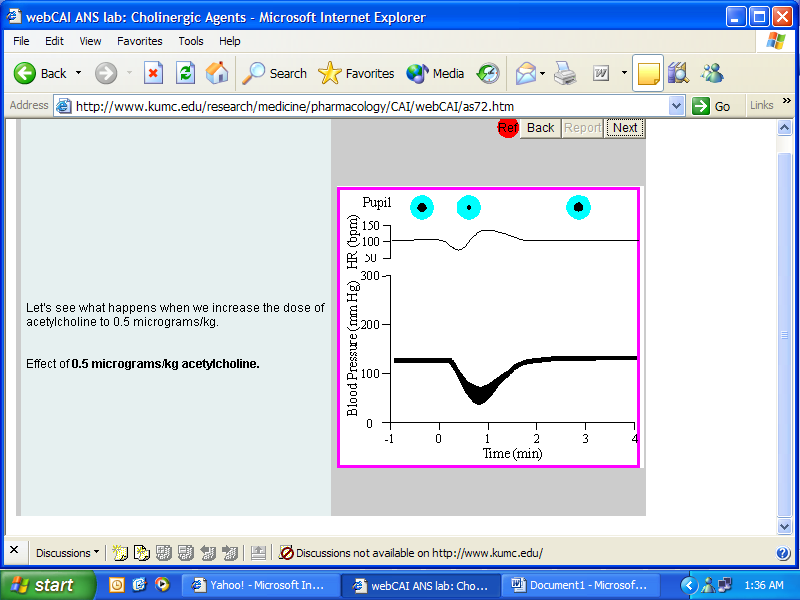 webCAI ANS lab: Cholinergic Agents - Microsoft Internet Explorer
File Edit View Favorites Tools Help
Back Search Favorites Media W
Address http://www.kumc.edu/research/medicine/pharmacology/CAI/webCAI/as72.htm Go Links »
Back Report Next
Pupil
HR (bpm)
150
100
50
Let's see what happens when we increase the dose of
acetylcholine to 0.5 micrograms/kg.
Effect of 0.5 micrograms/kg acetylcholine.
Blood Pressure (mm Hg)
300
200
100
0
-1 0 1 2 3 4
Time (min)
Discussions Discussions not available on http://www.kumc.edu/
start Yahoo! - Microsoft In... webCAI ANS lab: Cho... Document1 - Microsof... 1:36 AM